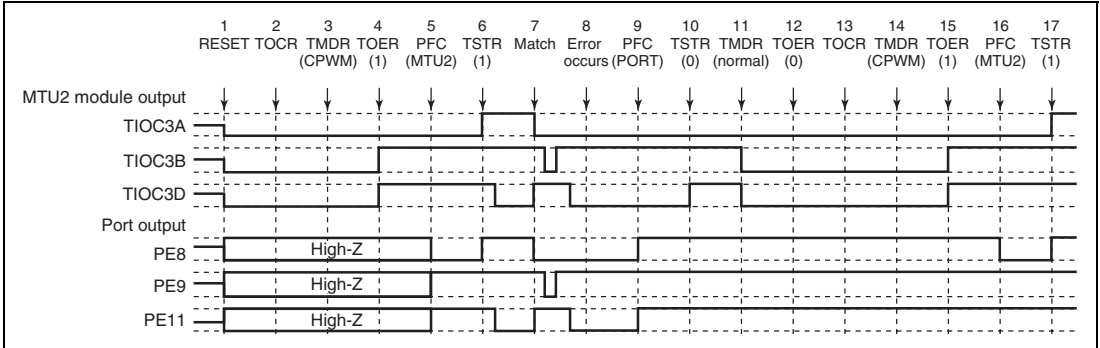 1 2 3 4 5 6 7 8 9 10 11 12 13 14 15 16 17
RESET TOCR TMDR TOER PFC TSTR Match Error PFC TSTR TMDR TOER TOCR TMDR TOER PFC TSTR
(CPWM) (1) (MTU2) (1) occurs (PORT) (0) (normal) (0) (CPWM) (1) (MTU2) (1)
MTU2 module output
TIOC3A
TIOC3B
TIOC3D
Port output
PE8 High-Z
PE9 High-Z
PE11 High-Z